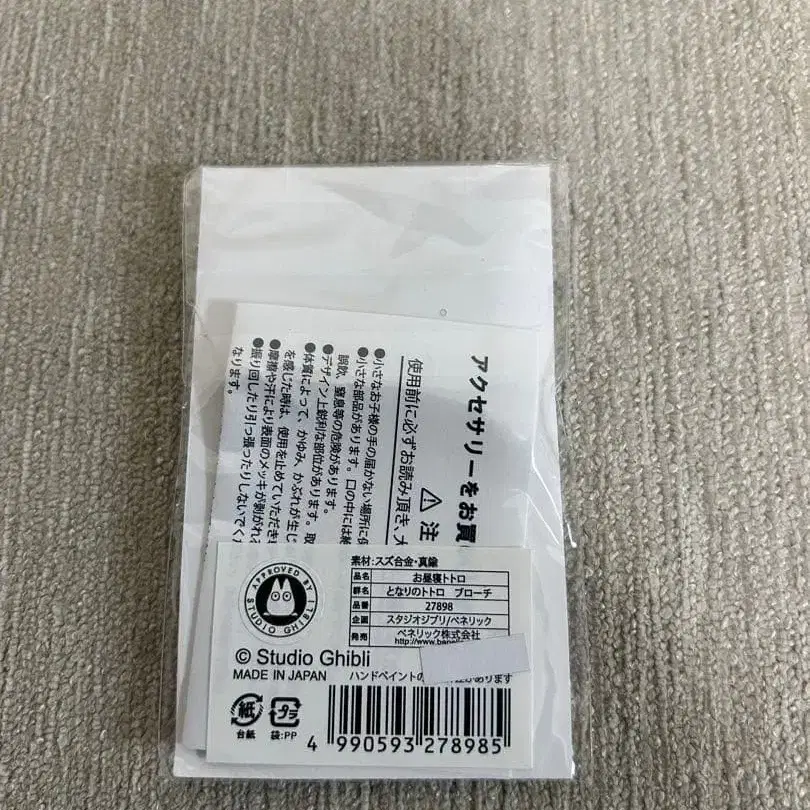 アクセサリーをお買
使用前に必ずお読み頂き、
⚠注
●小さなお子様の手の届かない場所に
●小さな部品があります。口の中には
誤飲、窒息等の危険があります。
●デザイン上鋭利な部位があります。取
●体質によって、かゆみ、かぶれが生じ
を感じた時は、使用を止めていただき
●摩擦や汗により表面のメッキが剥がれ
●振り回したり引っ張ったりしないでく
なります。
素材:スズ合金・真鍮
品名 お昼寝トトロ
群名 となりのトトロ ブローチ
品番 27898
企画 スタジオジブリ/ベネリック
発売 ベネリック株式会社
APPROVED BY
STUDIO GHIBLI
© Studio Ghibli
MADE IN JAPAN
ハンドペイントの
があります
紙 プラ
台紙 袋:PP
4 990593 278985